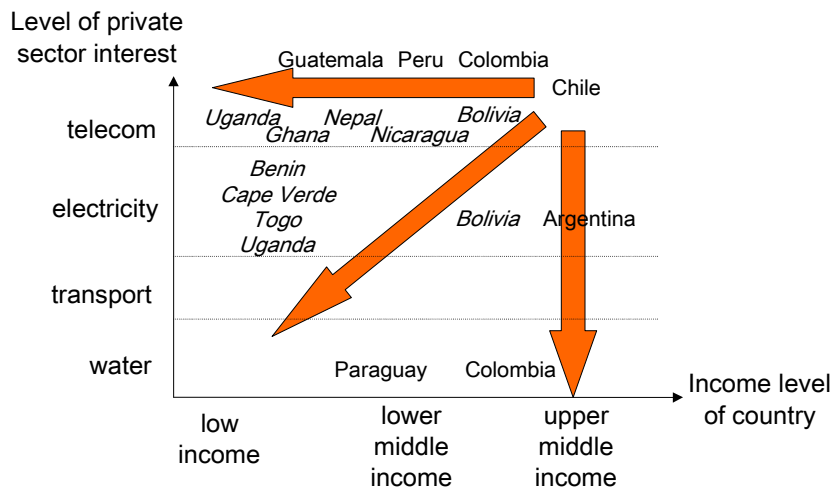 Level of private
sector interest
Guatemala Peru Colombia
Chile
telecom
Uganda Nepal Bolivia
Ghana Nicaragua
electricity
Benin
Cape Verde
Togo
Uganda
Bolivia Argentina
transport
water
Paraguay Colombia
Income level
of country
low
income
lower
middle
income
upper
middle
income